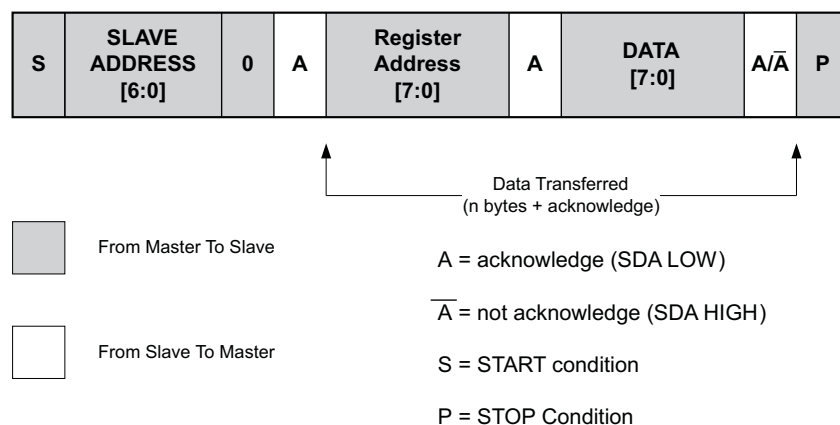 S
SLAVE
ADDRESS
[6:0]
0
A
Register
Address
[7:0]
A
DATA
[7:0]
A/A̅
P
Data Transferred
(n bytes + acknowledge)
From Master To Slave
A = acknowledge (SDA LOW)
A̅ = not acknowledge (SDA HIGH)
From Slave To Master
S = START condition
P = STOP Condition